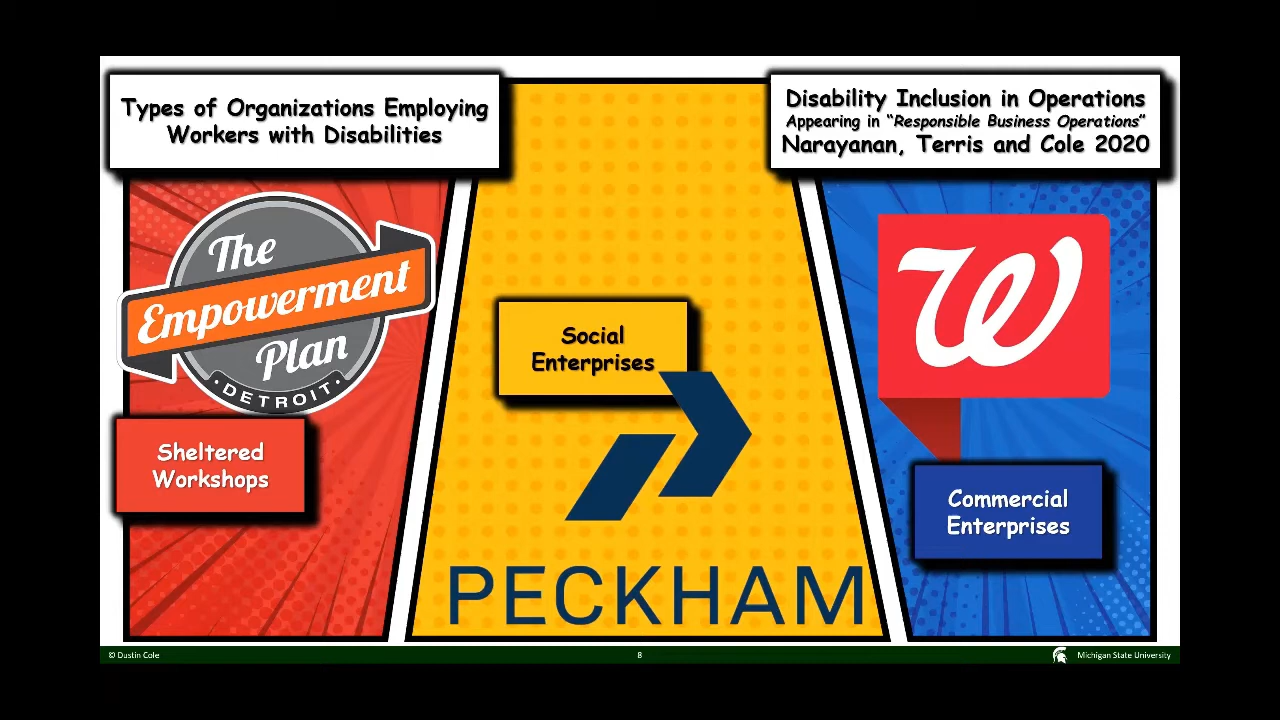 Types of Organizations Employing
Workers with Disabilities
Disability Inclusion in Operations
Appearing in “Responsible Business Operations”
Narayanan, Terris and Cole 2020
The
Empowerment
Plan
·DETROIT·
Sheltered
Workshops
Social
Enterprises
PECKHAM
W
Commercial
Enterprises
© Dustin Cole
8
Michigan State University